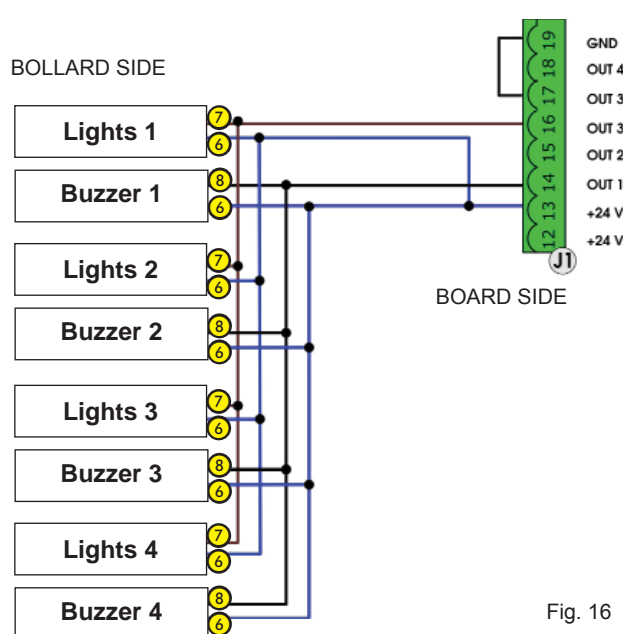 BOLLARD SIDE
Lights 1
7
6
Buzzer 1
8
6
Lights 2
7
6
Buzzer 2
8
6
Lights 3
7
6
Buzzer 3
8
6
Lights 4
7
6
Buzzer 4
8
6
19 GND
18 OUT 4
17 OUT 3
16 OUT 3
15 OUT 2
14 OUT 1
13 +24 V
12 +24 V
J1
BOARD SIDE
Fig. 16